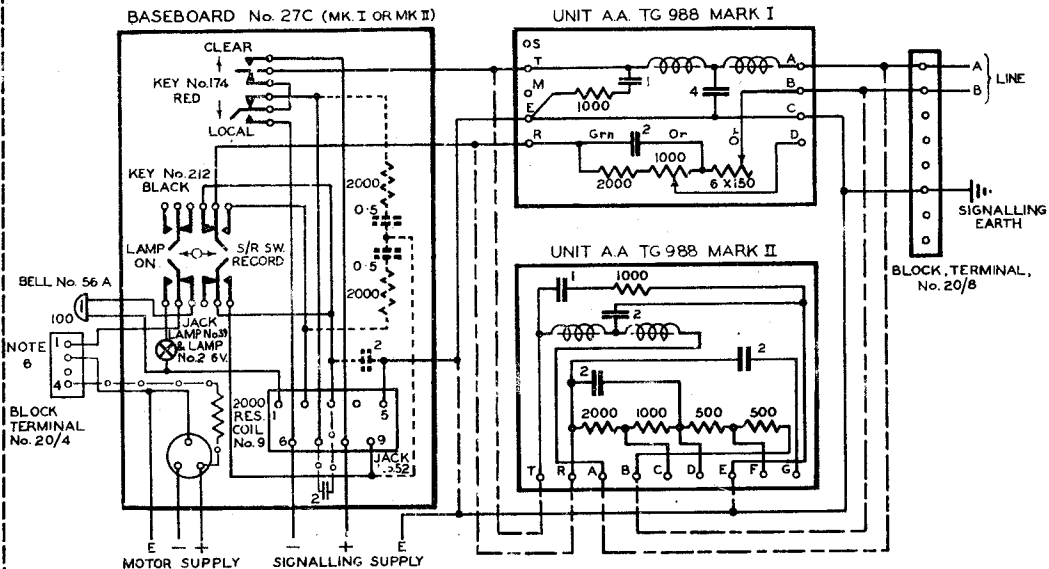 BASEBOARD No. 27C (MK. I OR MK II)
CLEAR
KEY No.174
RED
LOCAL
KEY No.212
BLACK
LAMP
ON
S/R SW.
RECORD
2000
0·5
0·5
2000
BELL No. 56 A
100
JACK
LAMP No.39
& LAMP
No.2 6V.
NOTE
6
1
4
BLOCK
TERMINAL
No.20/4
2000
RES.
COIL
No. 9
2
1
5
6
9
JACK
2
E
−
+
MOTOR SUPPLY
−
+
E
SIGNALLING SUPPLY
UNIT A.A. TG 988 MARK I
S
T
M
E
R
1
1000
4
Grn
2
Or
1000
2000
6 X 150
Or
A
B
C
D
A
B
LINE
SIGNALLING
EARTH
BLOCK, TERMINAL,
No. 20/8
UNIT A.A TG 988 MARK II
1
1000
2
2
2
2000
1000
500
500
T
R
A
B
C
D
E
F
G